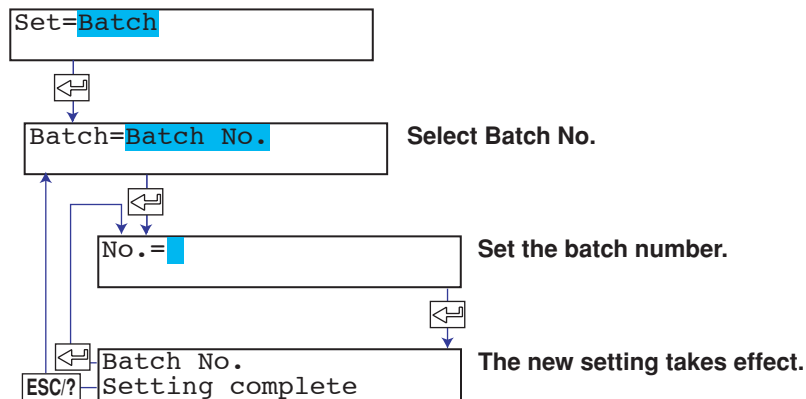 Set=Batch
Batch=Batch No.
Select Batch No.
No.=
Set the batch number.
Batch No.
The new setting takes effect.
ESC/?
Setting complete